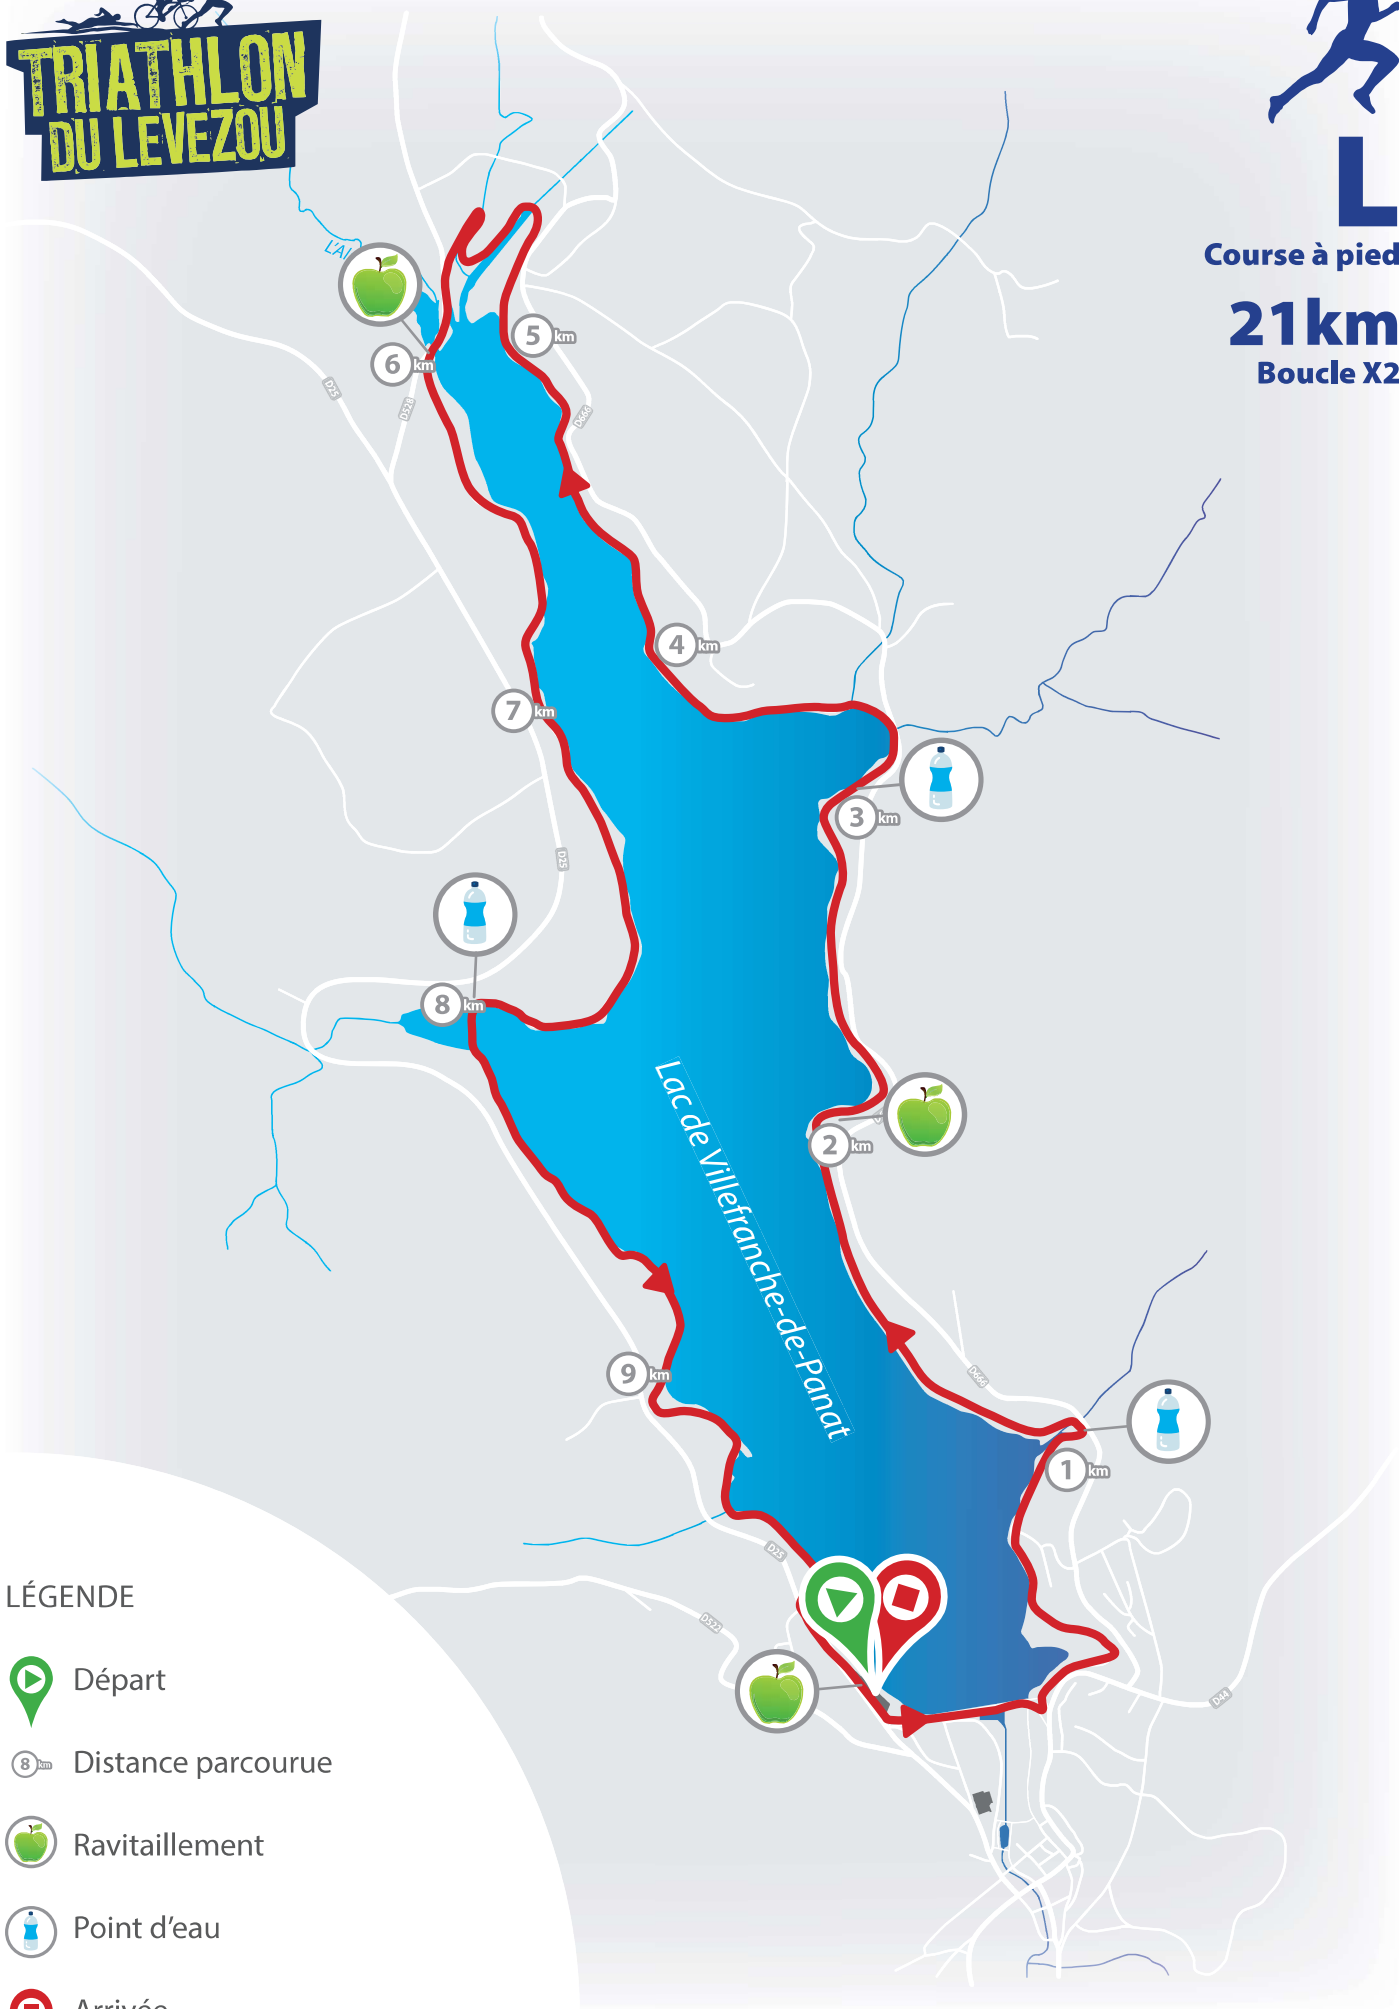 TRIATHLON
DU LEVEZOU
L
Course à pied
21km
Boucle X2
L'Al
5 km
6 km
D25
D528
D666
4 km
7 km
3 km
D25
8 km
Lac de Villefranche-de-Panat
2 km
9 km
D666
1 km
D25
D522
D44
LÉGENDE
Départ
8 km Distance parcourue
Ravitaillement
Point d'eau
Arrivée